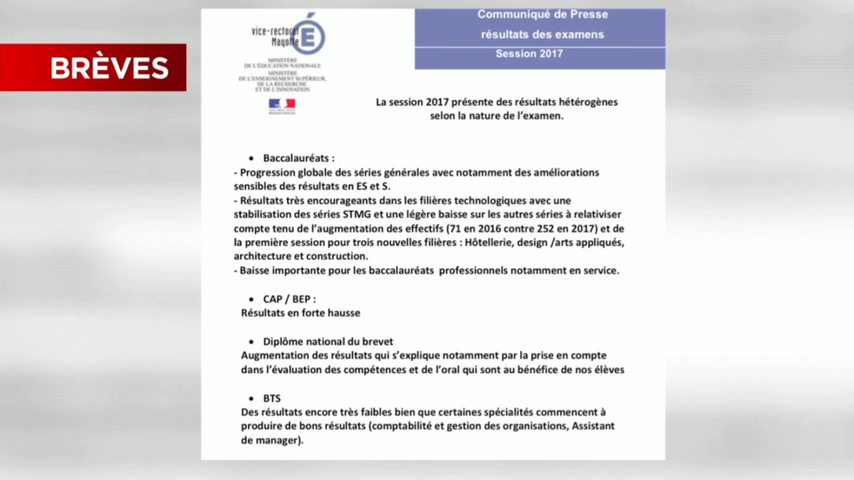 BRÈVES
vice-rectorat
Mayotte
MINISTÈRE
DE L'ÉDUCATION NATIONALE
MINISTÈRE
DE L'ENSEIGNEMENT SUPÉRIEUR,
DE LA RECHERCHE
ET DE L'INNOVATION
Communiqué de Presse
résultats des examens
Session 2017
La session 2017 présente des résultats hétérogènes
selon la nature de l'examen.
• Baccalauréats :
- Progression globale des séries générales avec notamment des améliorations
sensibles des résultats en ES et S.
- Résultats très encourageants dans les filières technologiques avec une
stabilisation des séries STMG et une légère baisse sur les autres séries à relativiser
compte tenu de l'augmentation des effectifs (71 en 2016 contre 252 en 2017) et de
la première session pour trois nouvelles filières : Hôtellerie, design /arts appliqués,
architecture et construction.
- Baisse importante pour les baccalauréats professionnels notamment en service.
• CAP / BEP :
Résultats en forte hausse
• Diplôme national du brevet
Augmentation des résultats qui s'explique notamment par la prise en compte
dans l'évaluation des compétences et de l'oral qui sont au bénéfice de nos élèves
• BTS
Des résultats encore très faibles bien que certaines spécialités commencent à
produire de bons résultats (comptabilité et gestion des organisations, Assistant
de manager).